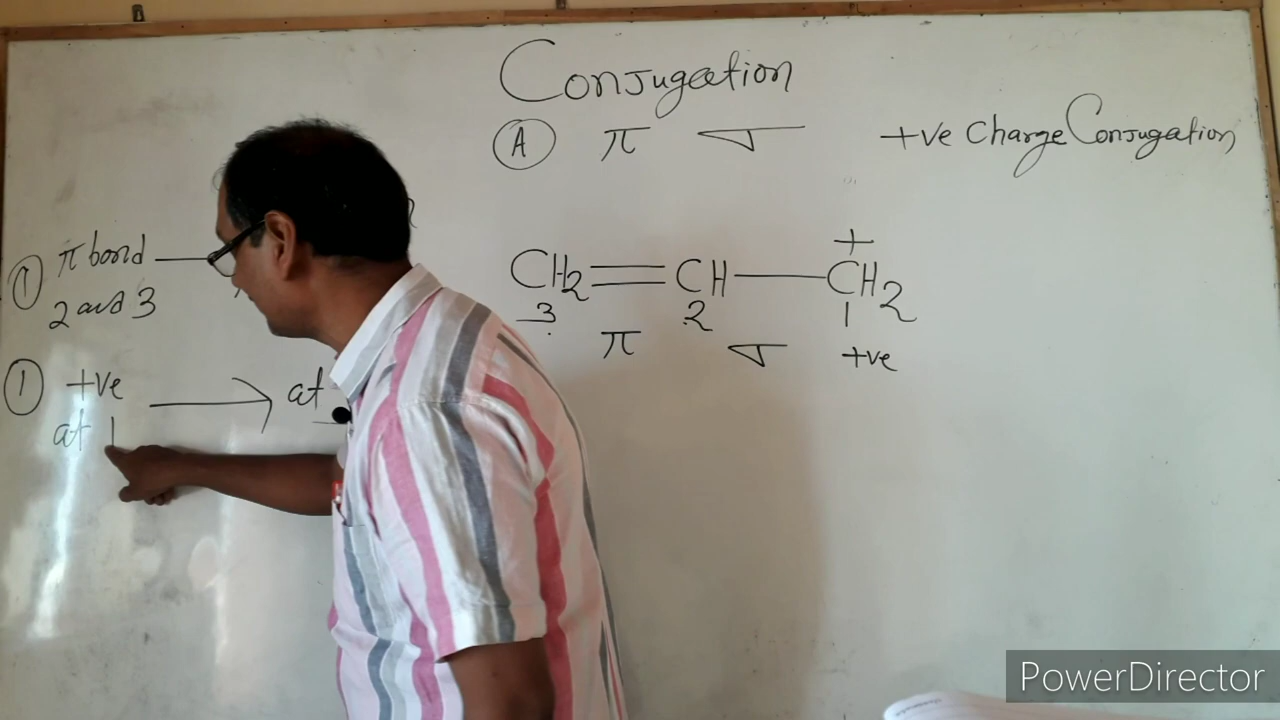 Conjugation
Ⓐ π σ +ve Charge Conjugation
① π bond
2 and 3
① +ve → at
at 1
+
CH2 = CH — CH2
3 2 1
π σ +ve
PowerDirector